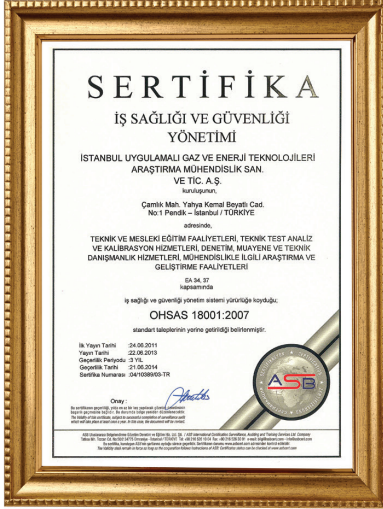 SERTİFİKA
İŞ SAĞLIĞI VE GÜVENLİĞİ
YÖNETİMİ
İSTANBUL UYGULAMALI GAZ VE ENERJİ TEKNOLOJİLERİ
ARAŞTIRMA MÜHENDİSLİK SAN.
VE TİC. A.Ş.
kuruluşunun,
Çamlık Mah. Yahya Kemal Beyatlı Cad.
No:1 Pendik – İstanbul / TÜRKİYE
adresinde,
TEKNİK VE MESLEKİ EĞİTİM FAALİYETLERİ, TEKNİK TEST ANALİZ
VE KALİBRASYON HİZMETLERİ, DENETİM, MUAYENE VE TEKNİK
DANIŞMANLIK HİZMETLERİ, MÜHENDİSLİKLE İLGİLİ ARAŞTIRMA VE
GELİŞTİRME FAALİYETLERİ
EA 34, 37
kapsamında
iş sağlığı ve güvenliği yönetim sistemi yürürlüğe koyduğu;
OHSAS 18001:2007
standart taleplerinin yerine getirildiği belirlenmiştir.
İlk Yayın Tarihi :24.06.2011
Yayın Tarihi :22.06.2013
Geçerlilik Periyodu :3 YIL
Geçerlilik Tarihi :21.06.2014
Sertifika Numarası :04/10389/03-TR
Onay :
ASB